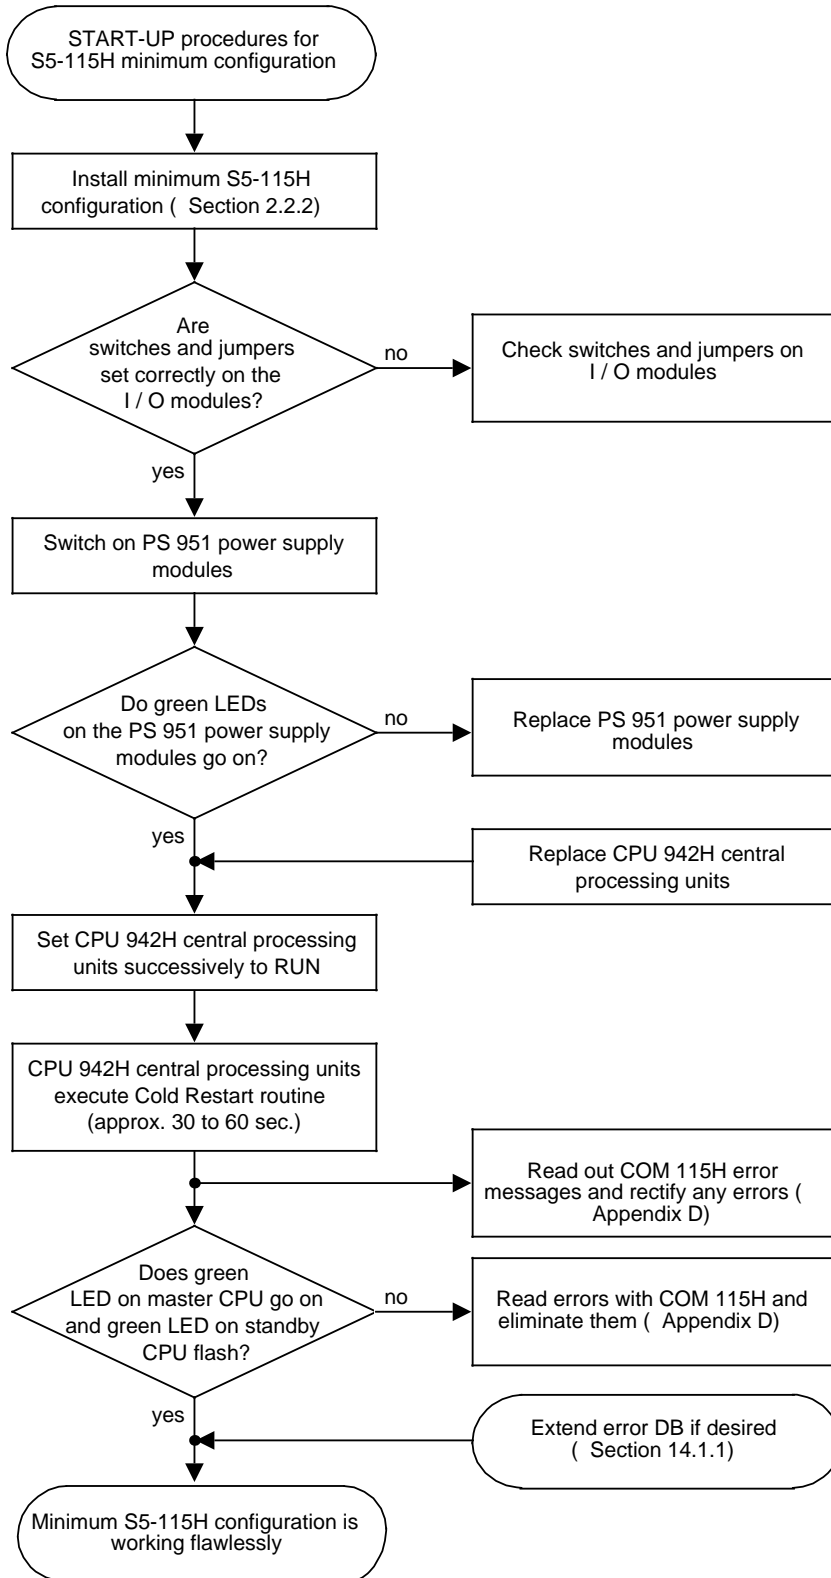 START-UP procedures for
S5-115H minimum configuration
Install minimum S5-115H
configuration ( Section 2.2.2)
Are
switches and jumpers
set correctly on the
I / O modules?
no
Check switches and jumpers on
I / O modules
yes
Switch on PS 951 power supply
modules
Do green LEDs
on the PS 951 power supply
modules go on?
no
Replace PS 951 power supply
modules
yes
Replace CPU 942H central
processing units
Set CPU 942H central processing
units successively to RUN
CPU 942H central processing units
execute Cold Restart routine
(approx. 30 to 60 sec.)
Read out COM 115H error
messages and rectify any errors (
Appendix D)
Does green
LED on master CPU go on
and green LED on standby
CPU flash?
no
Read errors with COM 115H and
eliminate them ( Appendix D)
yes
Extend error DB if desired
( Section 14.1.1)
Minimum S5-115H configuration is
working flawlessly